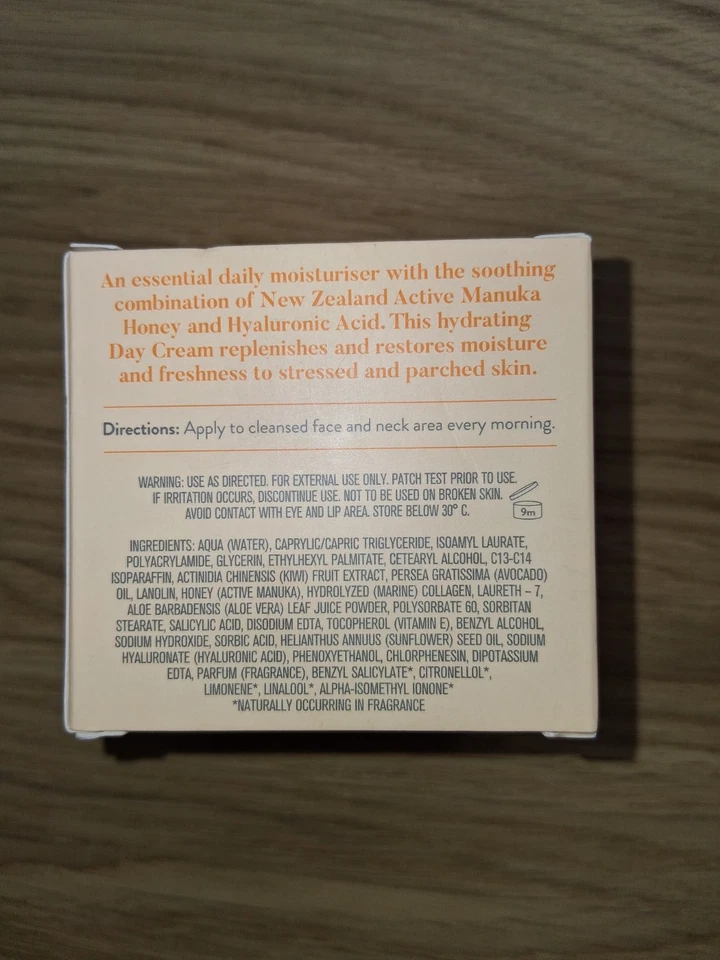 An essential daily moisturiser with the soothing
combination of New Zealand Active Manuka
Honey and Hyaluronic Acid. This hydrating
Day Cream replenishes and restores moisture
and freshness to stressed and parched skin.
Directions: Apply to cleansed face and neck area every morning.
WARNING: USE AS DIRECTED. FOR EXTERNAL USE ONLY. PATCH TEST PRIOR TO USE.
IF IRRITATION OCCURS, DISCONTINUE USE. NOT TO BE USED ON BROKEN SKIN.
AVOID CONTACT WITH EYE AND LIP AREA. STORE BELOW 30° C.
9m
INGREDIENTS: AQUA (WATER), CAPRYLIC/CAPRIC TRIGLYCERIDE, ISOAMYL LAURATE,
POLYACRYLAMIDE, GLYCERIN, ETHYLHEXYL PALMITATE, CETEARYL ALCOHOL, C13-C14
ISOPARAFFIN, ACTINIDIA CHINENSIS (KIWI) FRUIT EXTRACT, PERSEA GRATISSIMA (AVOCADO)
OIL, LANOLIN, HONEY (ACTIVE MANUKA), HYDROLYZED (MARINE) COLLAGEN, LAURETH – 7,
ALOE BARBADENSIS (ALOE VERA) LEAF JUICE POWDER, POLYSORBATE 60, SORBITAN
STEARATE, SALICYLIC ACID, DISODIUM EDTA, TOCOPHEROL (VITAMIN E), BENZYL ALCOHOL,
SODIUM HYDROXIDE, SORBIC ACID, HELIANTHUS ANNUUS (SUNFLOWER) SEED OIL, SODIUM
HYALURONATE (HYALURONIC ACID), PHENOXYETHANOL, CHLORPHENESIN, DIPOTASSIUM
EDTA, PARFUM (FRAGRANCE), BENZYL SALICYLATE*, CITRONELLOL*,
LIMONENE*, LINALOOL*, ALPHA-ISOMETHYL IONONE*
*NATURALLY OCCURRING IN FRAGRANCE